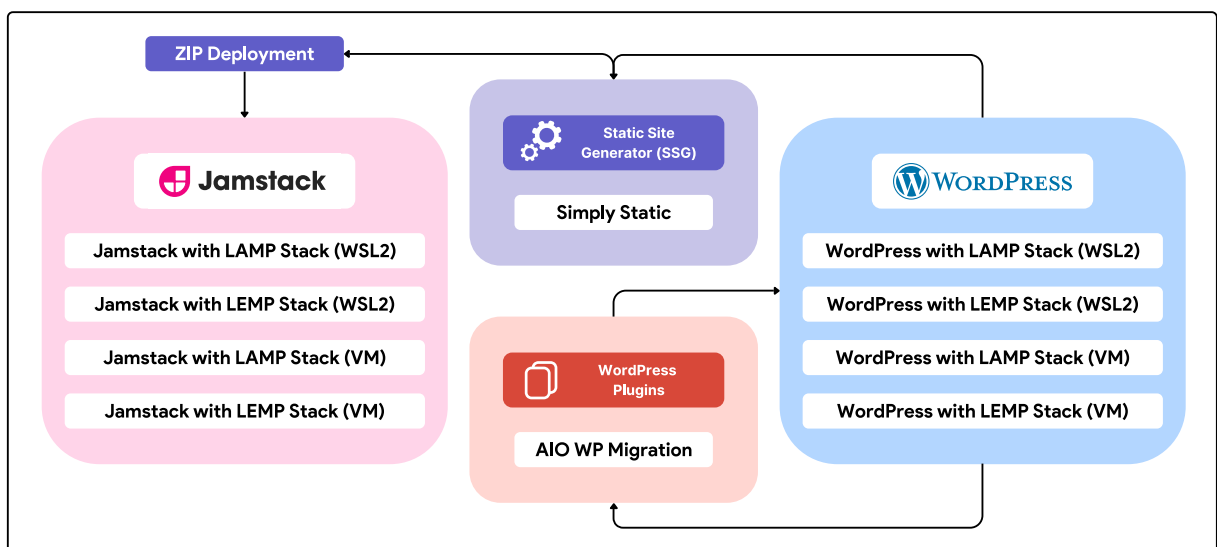 ZIP Deployment
Jamstack
Jamstack with LAMP Stack (WSL2)
Jamstack with LEMP Stack (WSL2)
Jamstack with LAMP Stack (VM)
Jamstack with LEMP Stack (VM)
Static Site
Generator (SSG)
Simply Static
WordPress
Plugins
AIO WP Migration
WORDPRESS
WordPress with LAMP Stack (WSL2)
WordPress with LEMP Stack (WSL2)
WordPress with LAMP Stack (VM)
WordPress with LEMP Stack (VM)